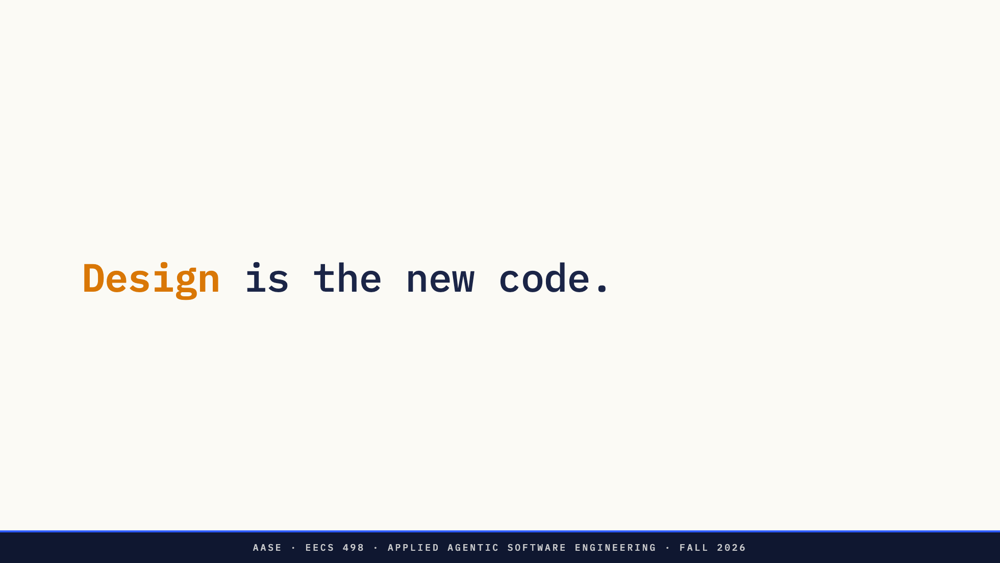 Design is the new code.
AASE · EECS 498 · APPLIED AGENTIC SOFTWARE ENGINEERING · FALL 2026